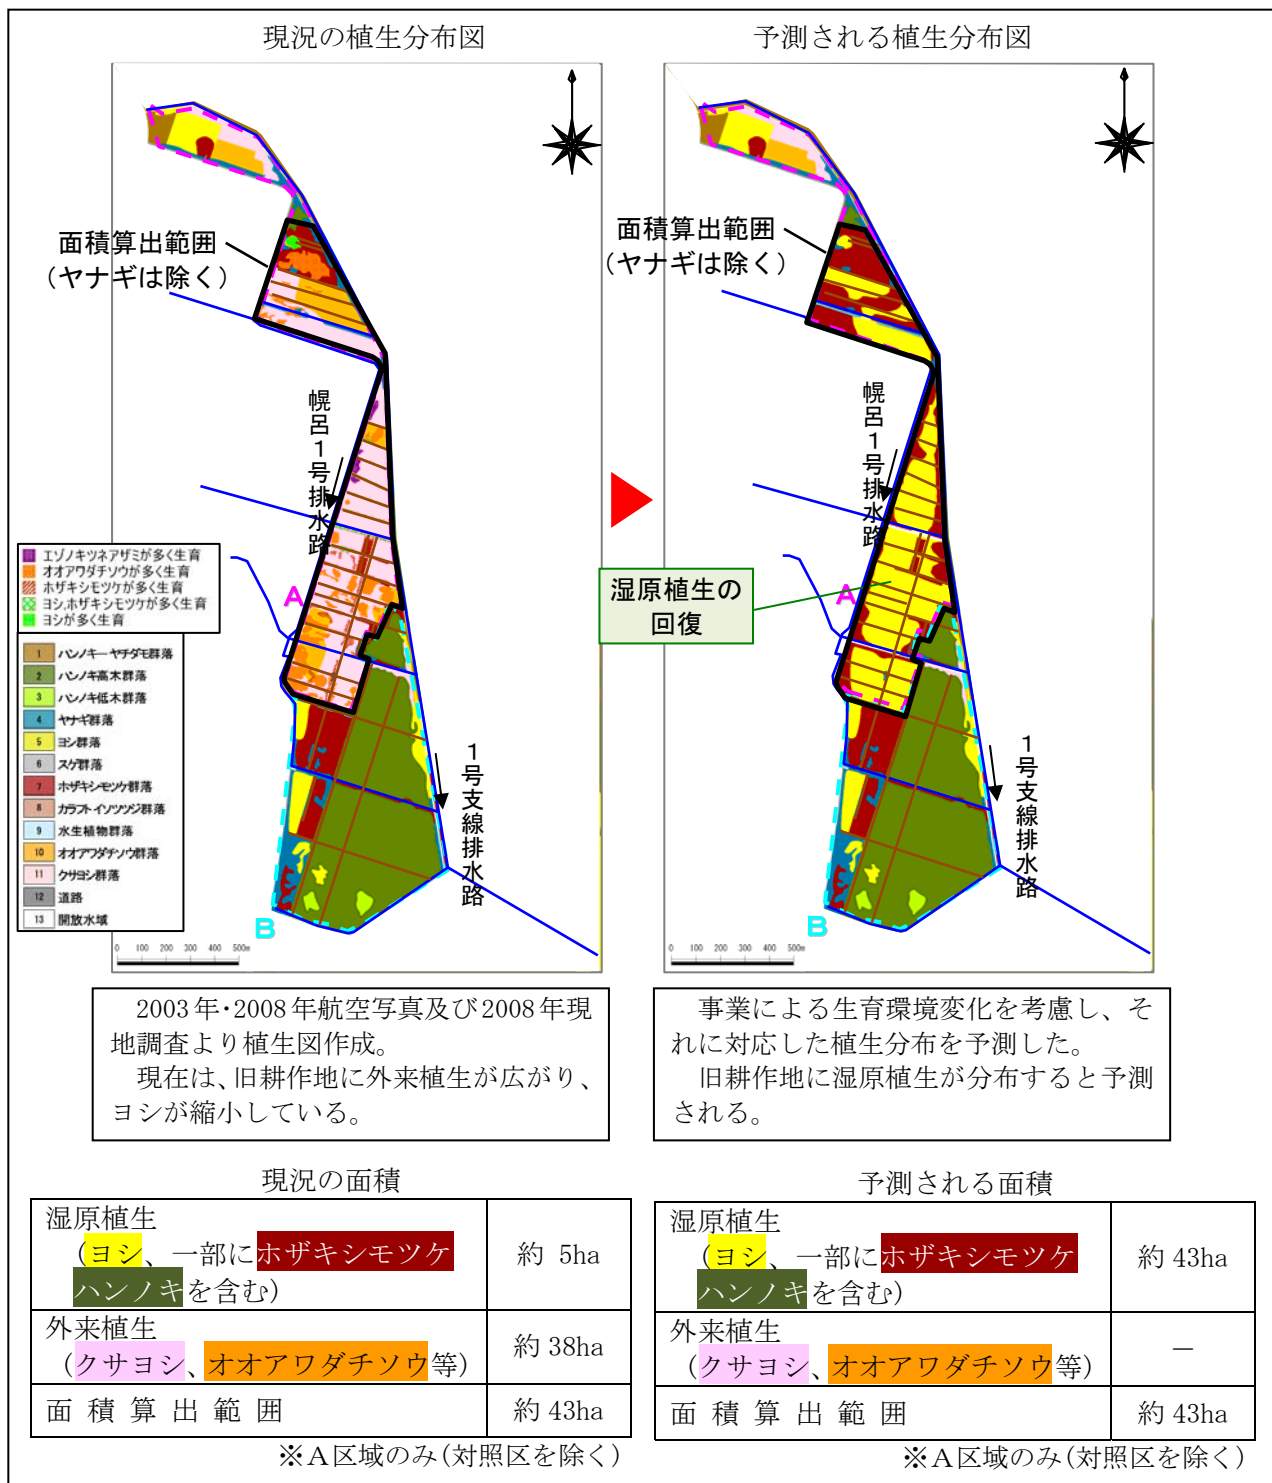 現況の植生分布図
予測される植生分布図
面積算出範囲
(ヤナギは除く)
幌呂1号排水路
A
エゾノキツネアザミが多く生育
オオアワダチソウが多く生育
ホザキシモツケが多く生育
ヨシ,ホザキシモツケが多く生育
ヨシが多く生育
1 ハンノキーヤチダモ群落
2 ハンノキ高木群落
3 ハンノキ低木群落
4 ヤナギ群落
5 ヨシ群落
6 スゲ群落
7 ホザキシモツケ群落
8 カラフトイソツツジ群落
9 水生植物群落
10 オオアワダチソウ群落
11 クサヨシ群落
12 道路
13 開放水域
1号支線排水路
B
0 100 200 300 400 500m
面積算出範囲
(ヤナギは除く)
幌呂1号排水路
A
湿原植生の
回復
1号支線排水路
B
0 100 200 300 400 500m
2003年・2008年航空写真及び2008年現
地調査より植生図作成。
現在は、旧耕作地に外来植生が広がり、
ヨシが縮小している。
事業による生育環境変化を考慮し、そ
れに対応した植生分布を予測した。
旧耕作地に湿原植生が分布すると予測
される。
現況の面積
湿原植生
(ヨシ、一部にホザキシモツケ
ハンノキを含む)
約 5ha
外来植生
(クサヨシ、オオアワダチソウ等)
約 38ha
面積算出範囲
約 43ha
※A区域のみ(対照区を除く)
予測される面積
湿原植生
(ヨシ、一部にホザキシモツケ
ハンノキを含む)
約 43ha
外来植生
(クサヨシ、オオアワダチソウ等)
－
面積算出範囲
約 43ha
※A区域のみ(対照区を除く)